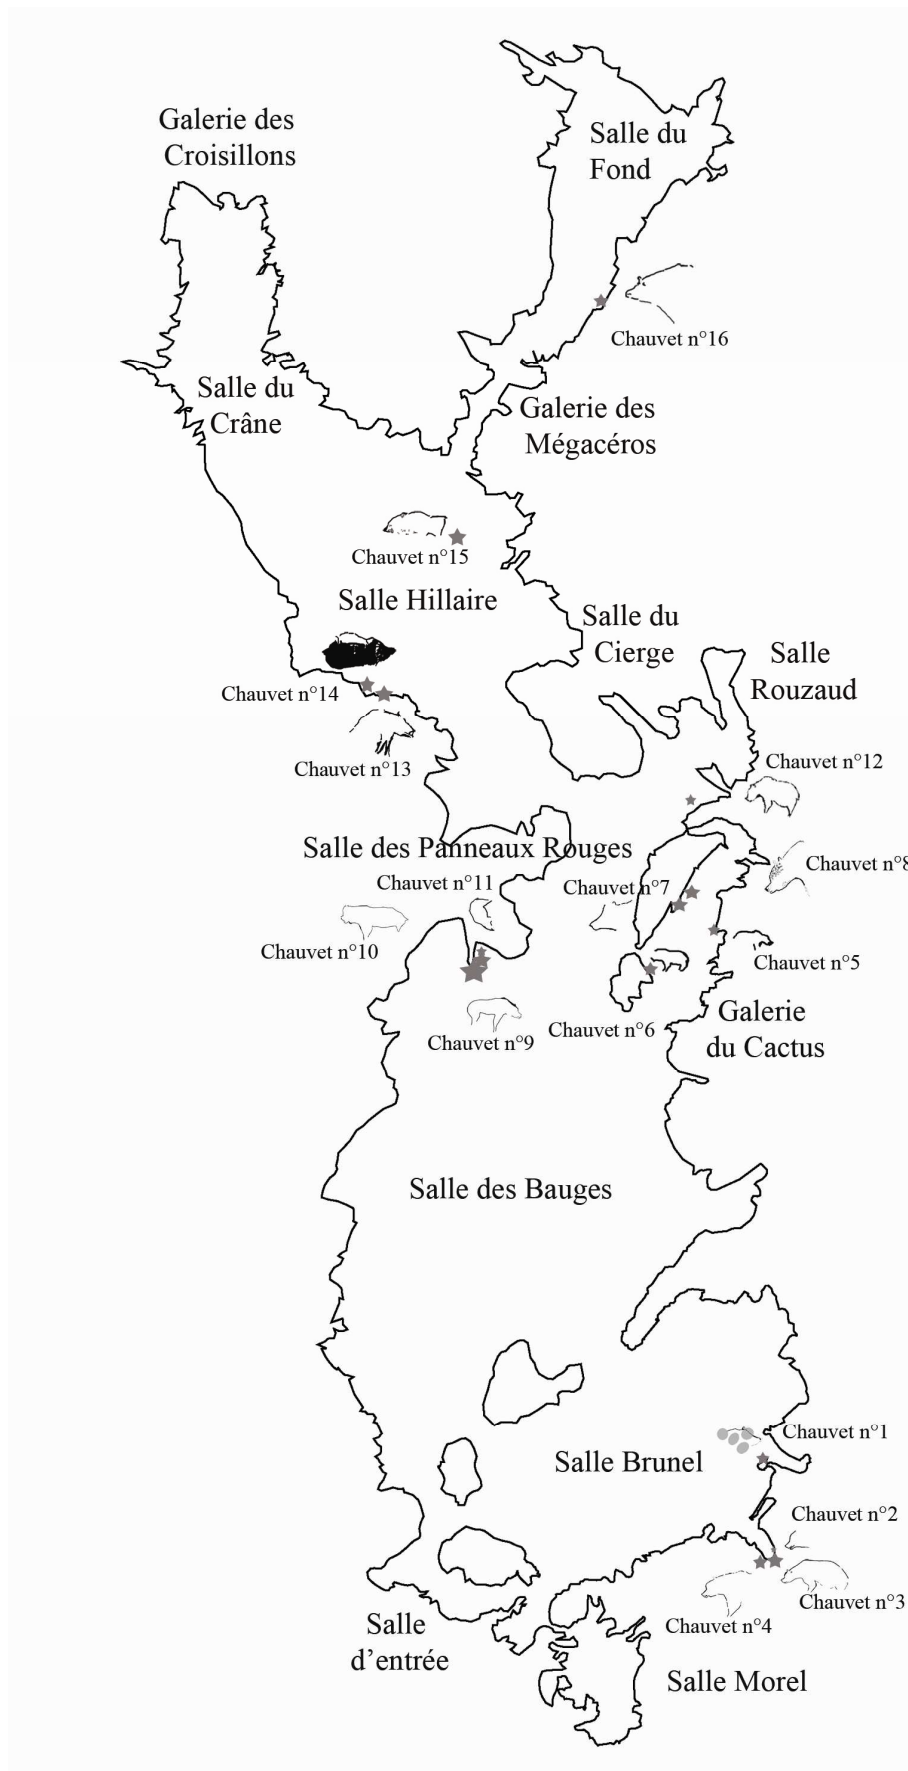 Galerie des
Croisillons
Salle du
Fond
Chauvet n°16
Salle du
Crâne
Galerie des
Mégacéros
Chauvet n°15
Salle Hillaire
Salle du
Cierge
Salle
Rouzaud
Chauvet n°14
Chauvet n°13
Chauvet n°12
Salle des Panneaux Rouges
Chauvet n°8
Chauvet n°11
Chauvet n°7
Chauvet n°10
Chauvet n°5
Chauvet n°9
Chauvet n°6
Galerie
du Cactus
Salle des Bauges
Chauvet n°1
Salle Brunel
Chauvet n°2
Chauvet n°3
Chauvet n°4
Salle
d’entrée
Salle Morel